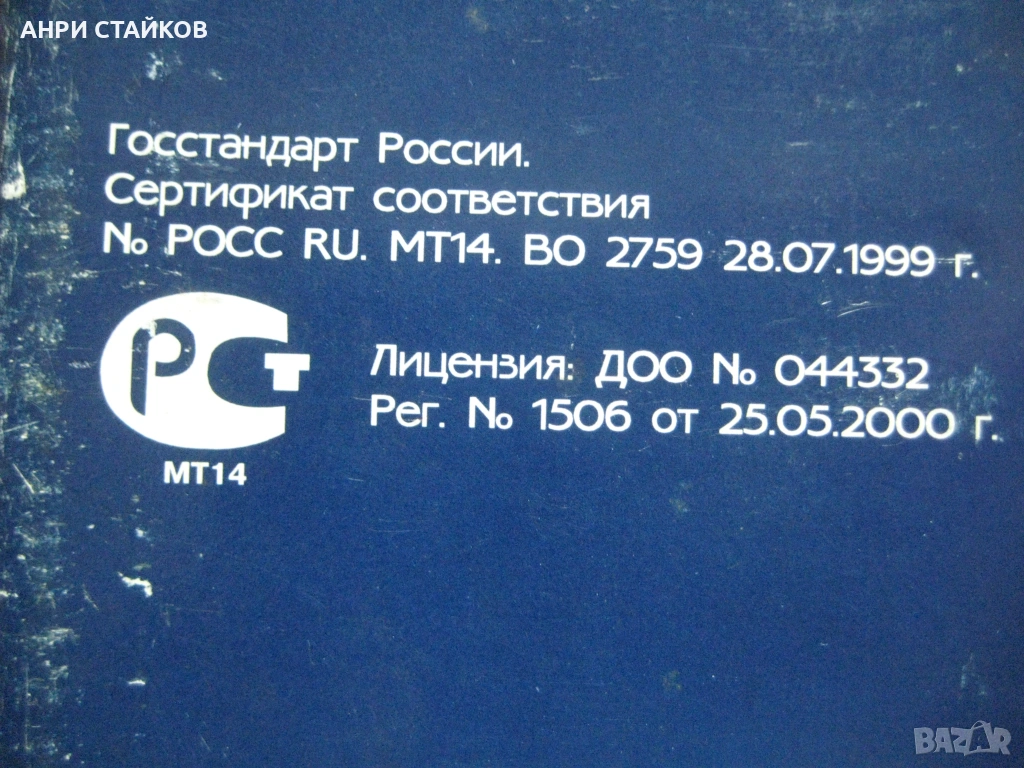 АНРИ СТАЙКОВ
Госстандарт России.
Сертификат соответствия
№ РОСС RU. МТ14. ВО 2759 28.07.1999 г.
РСТ
МТ14
Лицензия: ДОО № 044332
Рег. № 1506 от 25.05.2000 г.
BAZAR